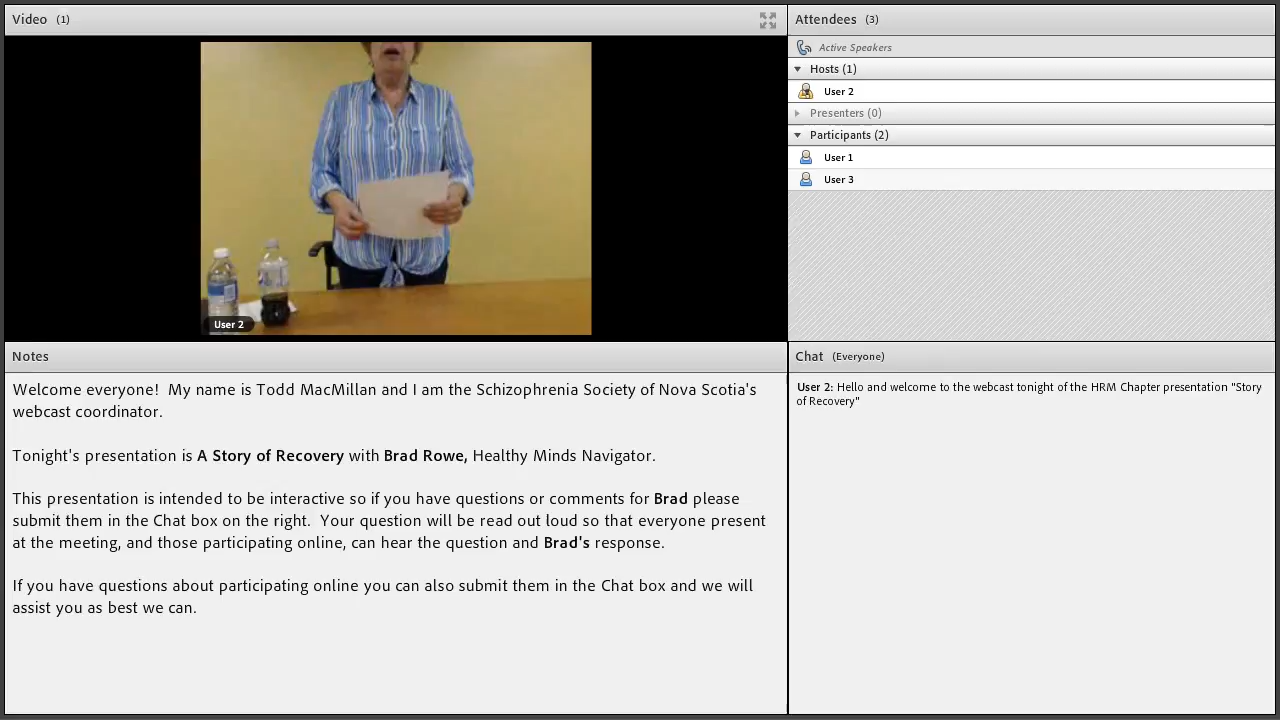 Video (1)
User 2
Attendees (3)
Active Speakers
Hosts (1)
User 2
Presenters (0)
Participants (2)
User 1
User 3
Notes
Welcome everyone!  My name is Todd MacMillan and I am the Schizophrenia Society of Nova Scotia's
webcast coordinator.
Tonight's presentation is A Story of Recovery with Brad Rowe, Healthy Minds Navigator.
This presentation is intended to be interactive so if you have questions or comments for Brad please
submit them in the Chat box on the right.  Your question will be read out loud so that everyone present
at the meeting, and those participating online, can hear the question and Brad's response.
If you have questions about participating online you can also submit them in the Chat box and we will
assist you as best we can.
Chat (Everyone)
User 2: Hello and welcome to the webcast tonight of the HRM Chapter presentation "Story
of Recovery"